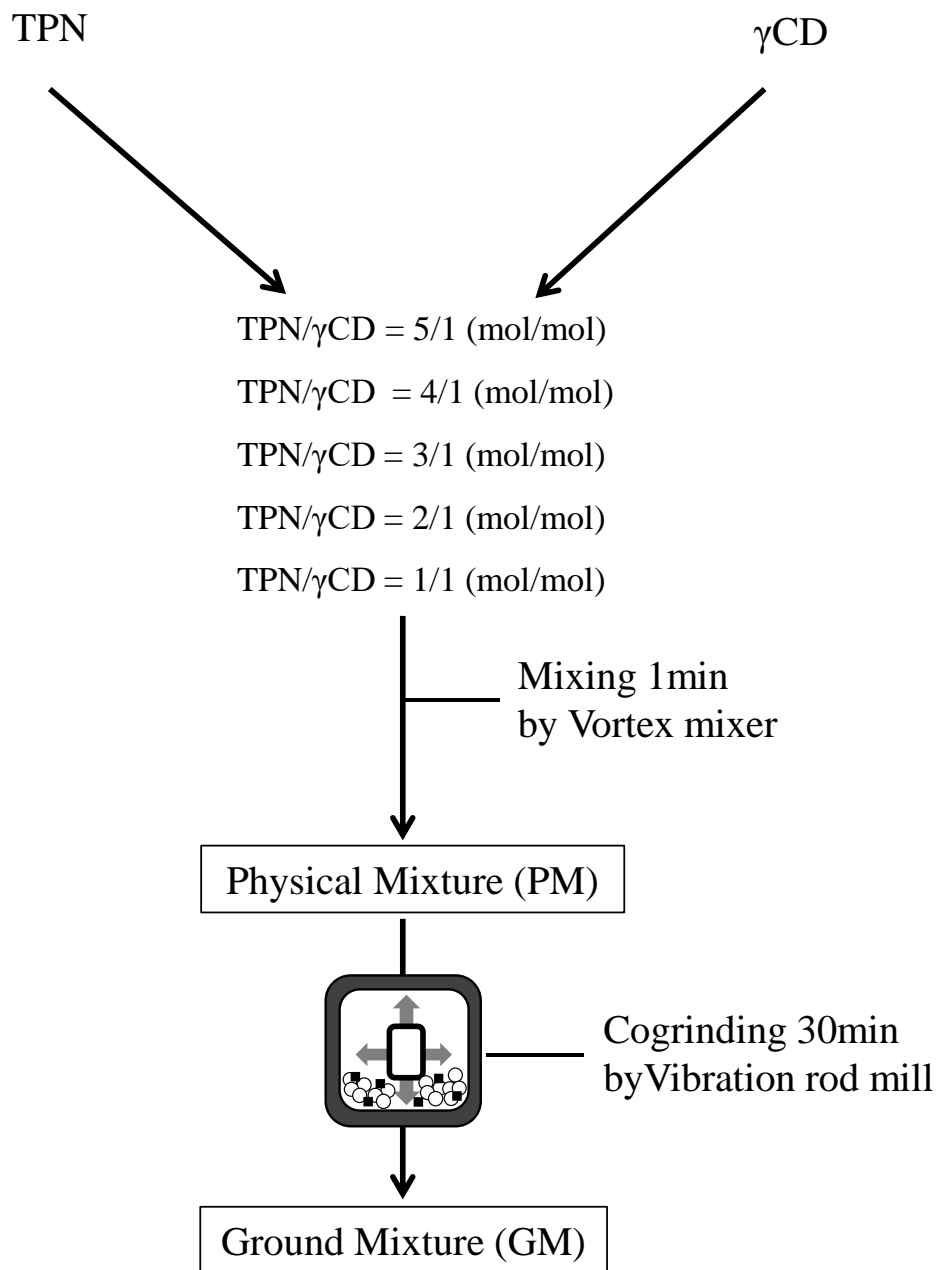 TPN
γCD
TPN/γCD = 5/1 (mol/mol)
TPN/γCD = 4/1 (mol/mol)
TPN/γCD = 3/1 (mol/mol)
TPN/γCD = 2/1 (mol/mol)
TPN/γCD = 1/1 (mol/mol)
Mixing 1min
by Vortex mixer
Physical Mixture (PM)
Cogrinding 30min
byVibration rod mill
Ground Mixture (GM)